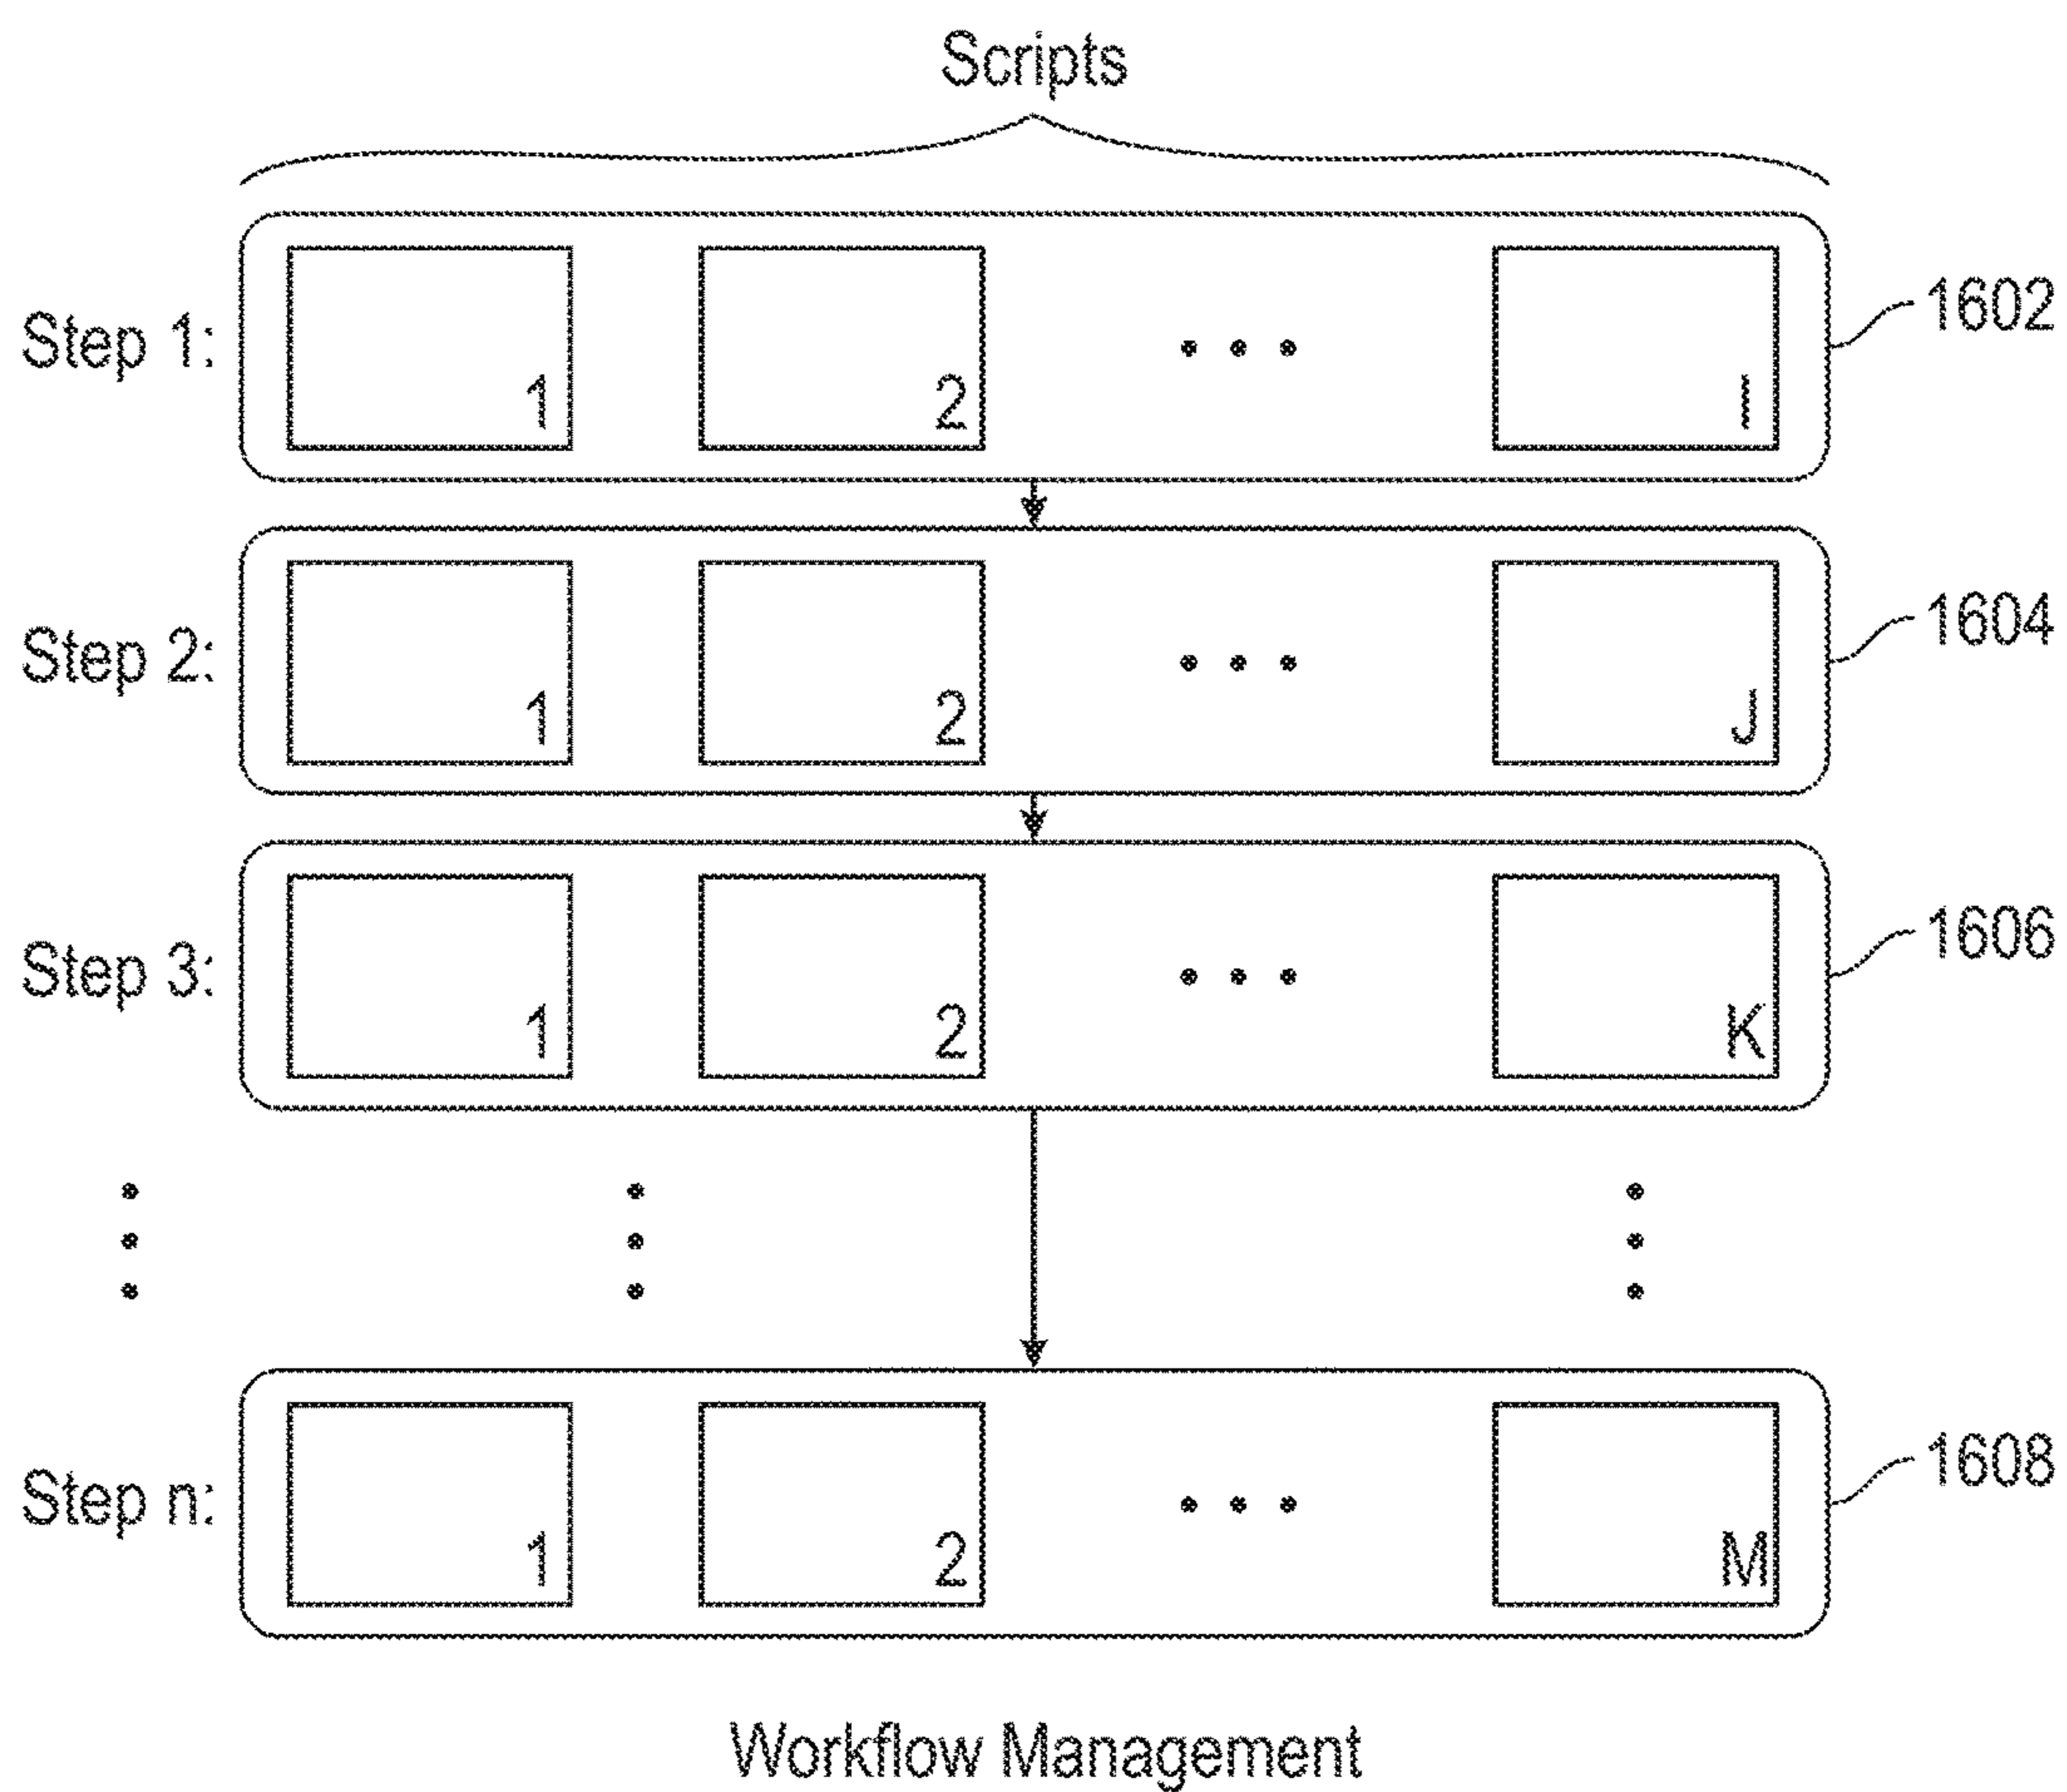 Scripts
Step 1:
1
2
I
1602
Step 2:
1
2
J
1604
Step 3:
1
2
K
1606
Step n:
1
2
M
1608
Workflow Management